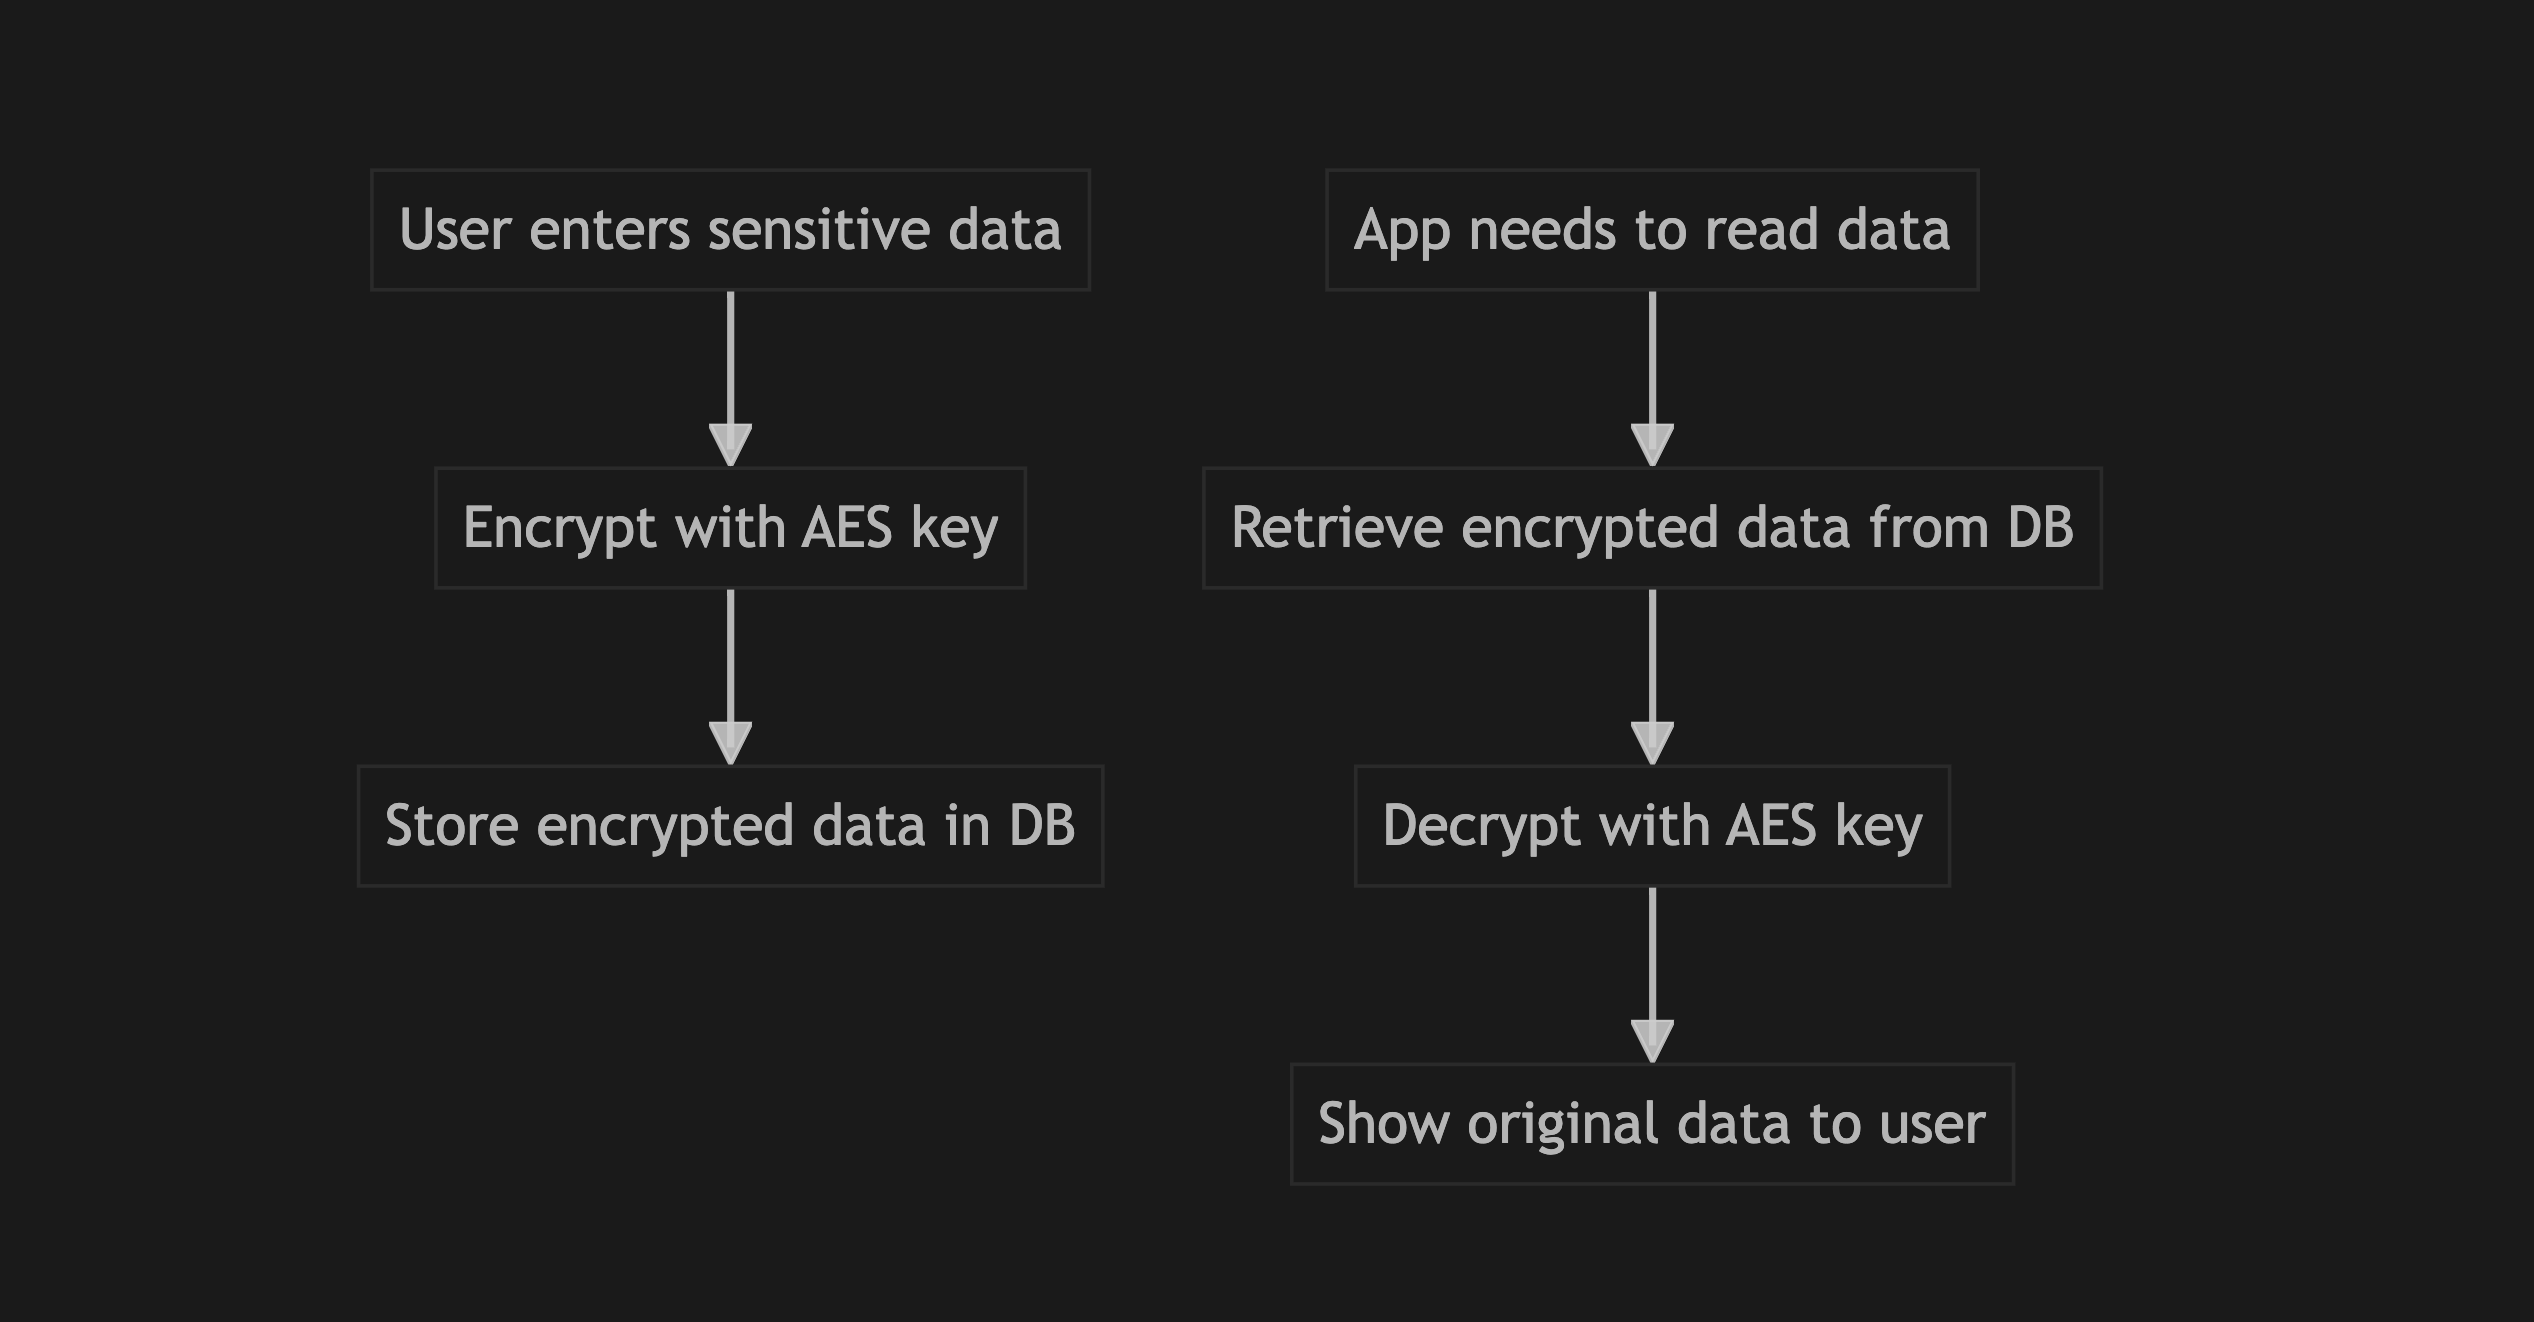 User enters sensitive data
Encrypt with AES key
Store encrypted data in DB
App needs to read data
Retrieve encrypted data from DB
Decrypt with AES key
Show original data to user